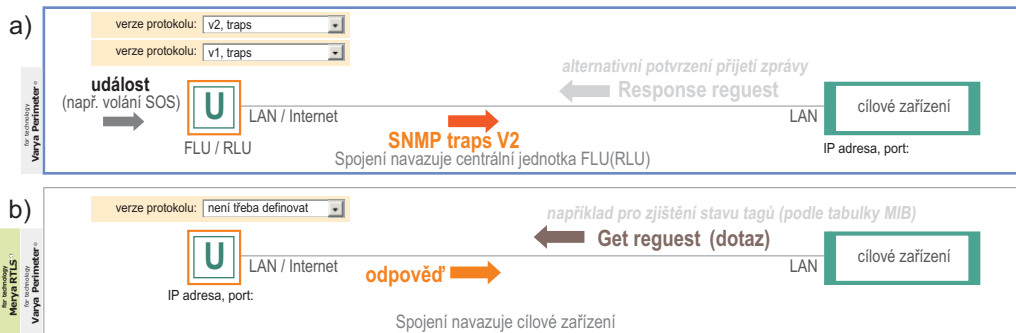 a)
verze protokolu: v2, traps
verze protokolu: v1, traps
for technology
Varya Perimeter®
událost
(např. volání SOS)
U
FLU / RLU
LAN / Internet
SNMP traps V2
Spojení navazuje centrální jednotka FLU(RLU)
alternativní potvrzení přijetí zprávy
Response reguest
LAN
cílové zařízení
IP adresa, port:
b)
verze protokolu: není třeba definovat
for technology
Merya RTLS
for technology
Varya Perimeter®
U
IP adresa, port:
LAN / Internet
odpověď
například pro zjištění stavu tagů (podle tabulky MIB)
Get reguest (dotaz)
LAN
cílové zařízení
Spojení navazuje cílové zařízení